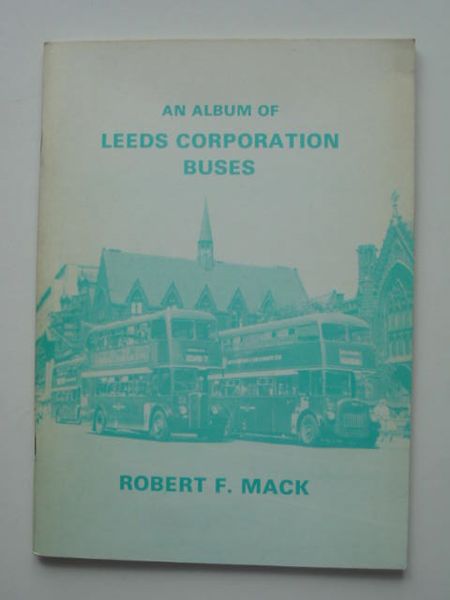 AN ALBUM OF
LEEDS CORPORATION
BUSES
ROBERT F. MACK